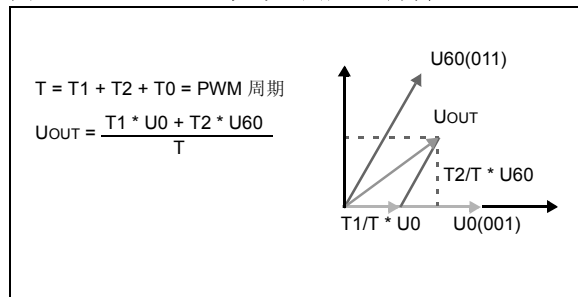 T = T1 + T2 + T0 = PWM 周期
UOUT = T1 * U0 + T2 * U60
T
U60(011)
UOUT
T2/T * U60
T1/T * U0
U0(001)